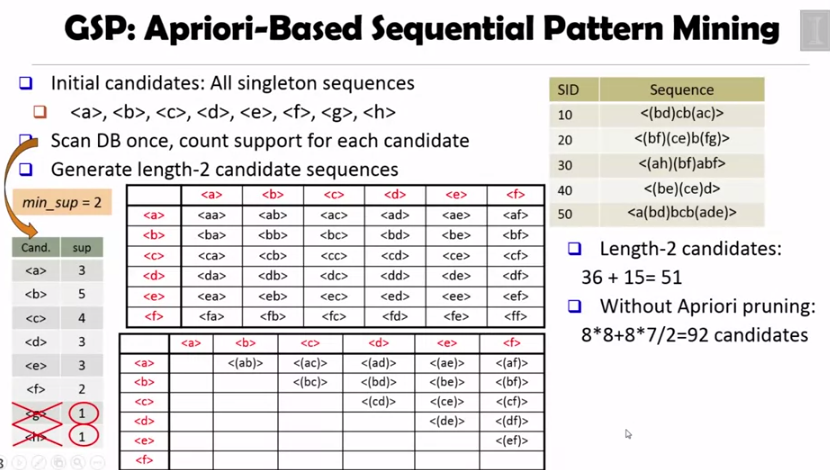 GSP: Apriori-Based Sequential Pattern Mining
Initial candidates: All singleton sequences
<a>, <b>, <c>, <d>, <e>, <f>, <g>, <h>
Scan DB once, count support for each candidate
Generate length-2 candidate sequences
min_sup = 2
Cand. sup
<a> 3
<b> 5
<c> 4
<d> 3
<e> 3
<f> 2
<g> 1
<h> 1
<a> <b> <c> <d> <e> <f>
<a> <aa> <ab> <ac> <ad> <ae> <af>
<b> <ba> <bb> <bc> <bd> <be> <bf>
<c> <ca> <cb> <cc> <cd> <ce> <cf>
<d> <da> <db> <dc> <dd> <de> <df>
<e> <ea> <eb> <ec> <ed> <ee> <ef>
<f> <fa> <fb> <fc> <fd> <fe> <ff>
<a> <b> <c> <d> <e> <f>
<a> <(ab)> <(ac)> <(ad)> <(ae)> <(af)>
<b> <(bc)> <(bd)> <(be)> <(bf)>
<c> <(cd)> <(ce)> <(cf)>
<d> <(de)> <(df)>
<e> <(ef)>
<f>
SID Sequence
10 <(bd)cb(ac)>
20 <(bf)(ce)b(fg)>
30 <(ah)(bf)abf>
40 <(be)(ce)d>
50 <a(bd)bcb(ade)>
Length-2 candidates:
36 + 15= 51
Without Apriori pruning:
8*8+8*7/2=92 candidates